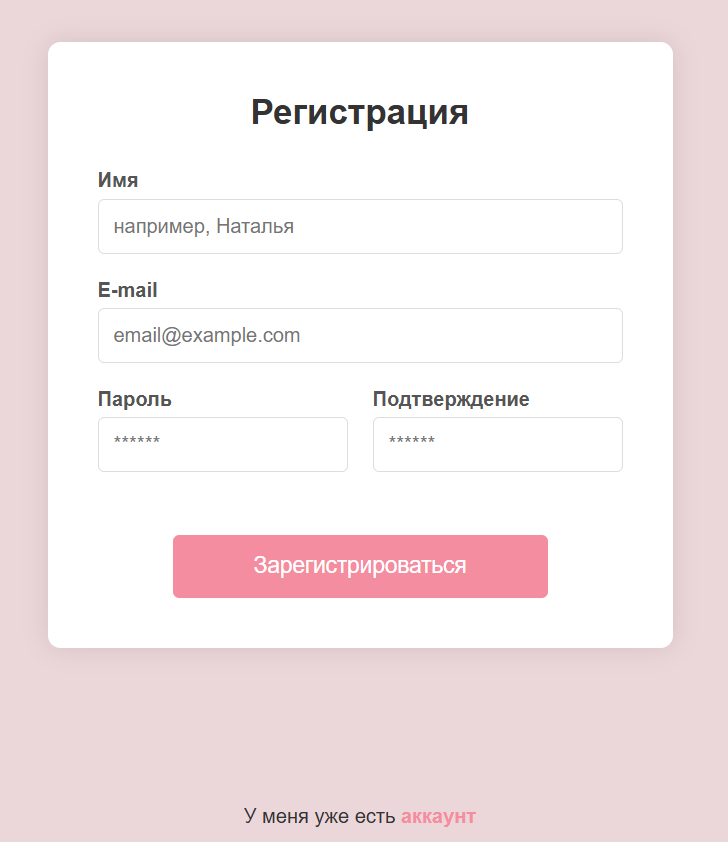 Регистрация
Имя
например, Наталья
E-mail
email@example.com
Пароль Подтверждение
****** ******
Зарегистрироваться
У меня уже есть аккаунт